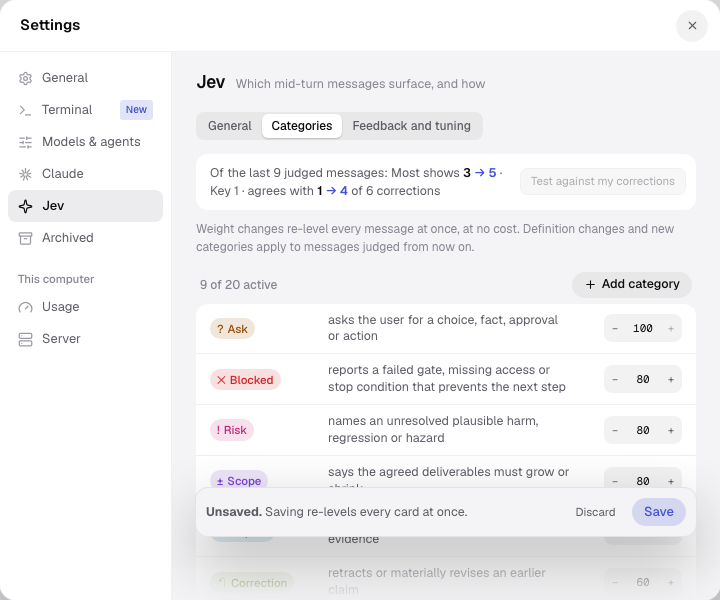 Settings
General
Terminal New
Models & agents
Claude
Jev
Archived
This computer
Usage
Server
Jev Which mid-turn messages surface, and how
General Categories Feedback and tuning
Of the last 9 judged messages: Most shows 3 → 5 ·
Key 1 · agrees with 1 → 4 of 6 corrections
Test against my corrections
Weight changes re-level every message at once, at no cost. Definition changes and new
categories apply to messages judged from now on.
9 of 20 active
+ Add category
? Ask
asks the user for a choice, fact, approval
or action
− 100 +
Blocked
reports a failed gate, missing access or
stop condition that prevents the next step
− 80 +
! Risk
names an unresolved plausible harm,
regression or hazard
− 80 +
± Scope
says the agreed deliverables must grow or
− 80 +
Unsaved. Saving re-levels every card at once.
Discard
Save
evidence
Correction
retracts or materially revises an earlier
claim
− 60 +